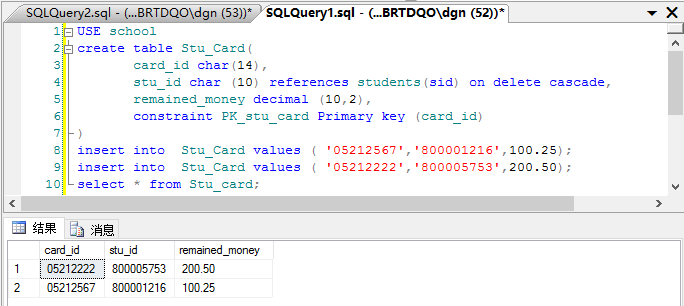 SQLQuery2.sql - (...BRTDQO\dgn (53))* SQLQuery1.sql - (...BRTDQO\dgn (52))*
1 USE school
2 create table Stu_Card(
3 card_id char(14),
4 stu_id char (10) references students(sid) on delete cascade,
5 remained_money decimal (10,2),
6 constraint PK_stu_card Primary key (card_id)
7 )
8 insert into Stu_Card values ( '05212567','800001216',100.25);
9 insert into Stu_Card values ( '05212222','800005753',200.50);
10 select * from Stu_card;
结果 消息
card_id stu_id remained_money
1 05212222 800005753 200.50
2 05212567 800001216 100.25